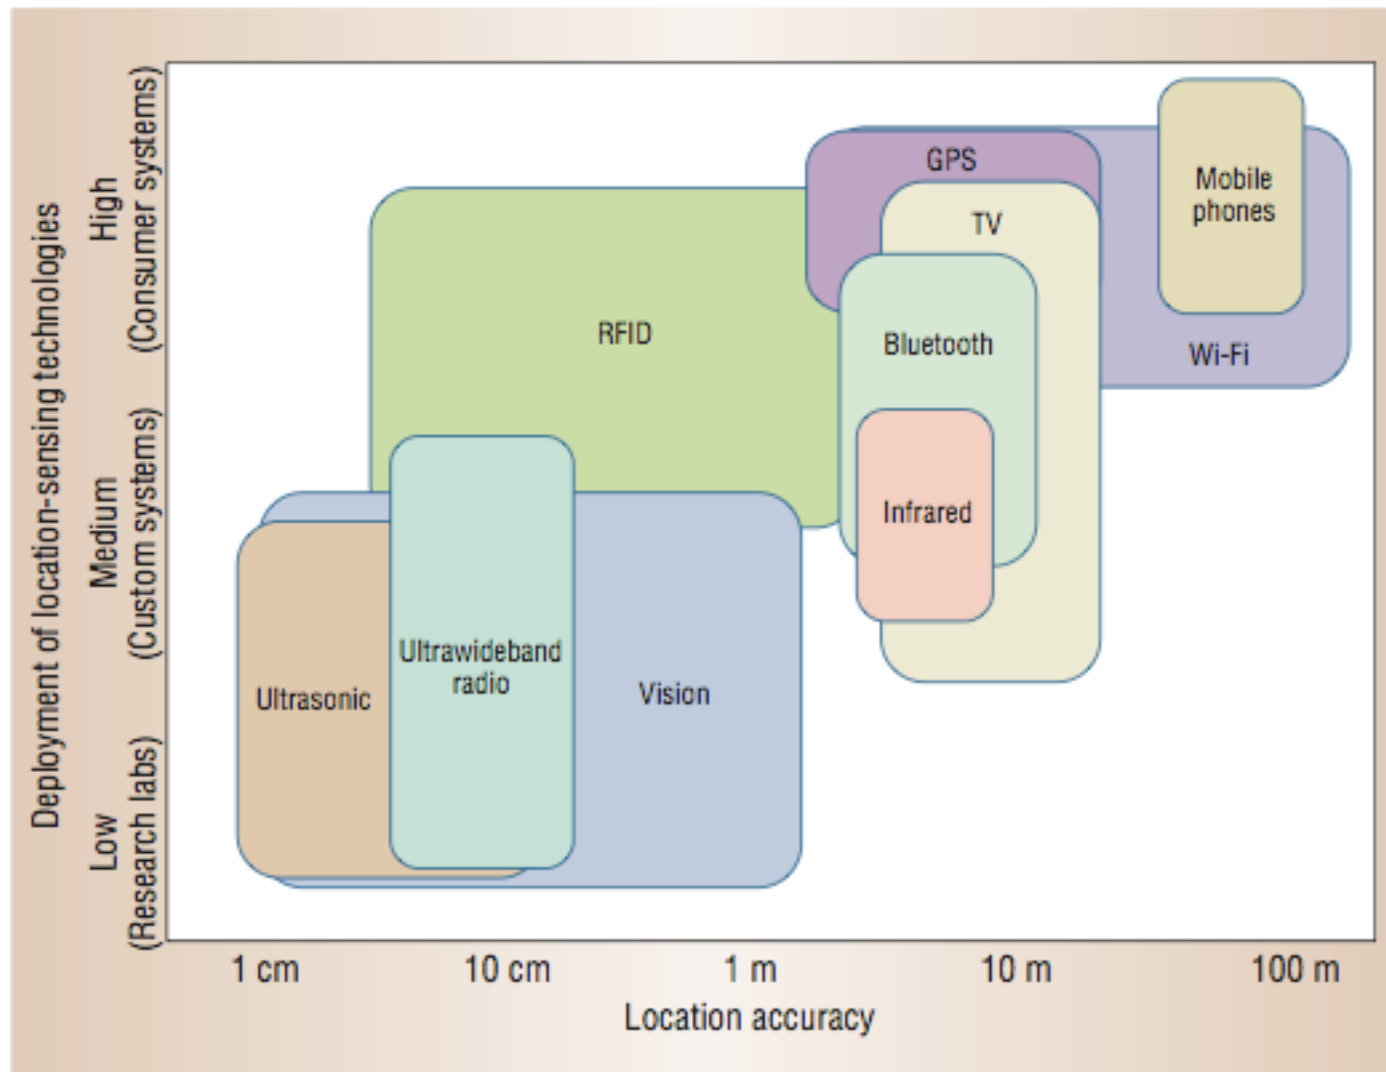 Deployment of location-sensing technologies
High
(Consumer systems)
Medium
(Custom systems)
Low
(Research labs)
GPS
Mobile
phones
TV
RFID
Bluetooth
Wi-Fi
Infrared
Ultrawideband
radio
Ultrasonic
Vision
1 cm
10 cm
1 m
10 m
100 m
Location accuracy